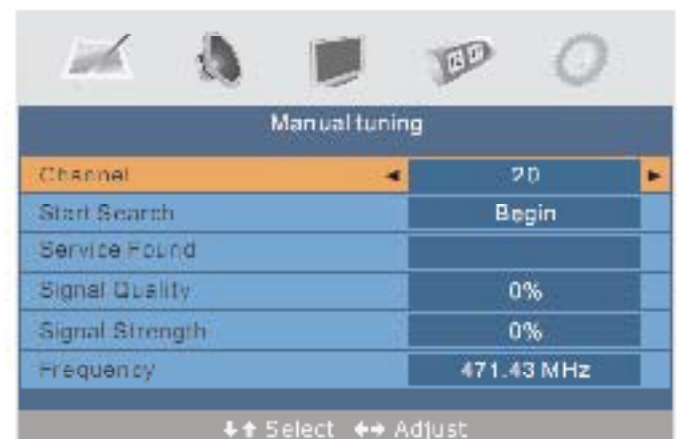 Manual tuning
Channel ◄ 20 ►
Start Search Begin
Service Found
Signal Quality 0%
Signal Strength 0%
Frequency 471.43 MHz
↓↑ Select ←→ Adjust